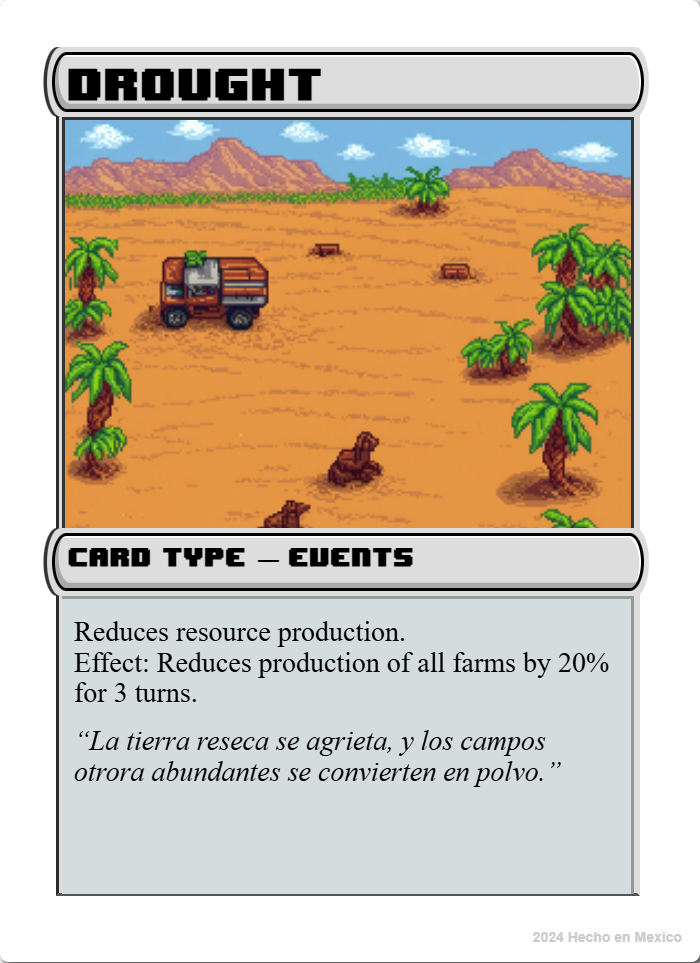 DROUGHT
CARD TYPE — EVENTS
Reduces resource production.
Effect: Reduces production of all farms by 20%
for 3 turns.
“La tierra reseca se agrieta, y los campos
otrora abundantes se convierten en polvo.”
2024 Hecho en Mexico